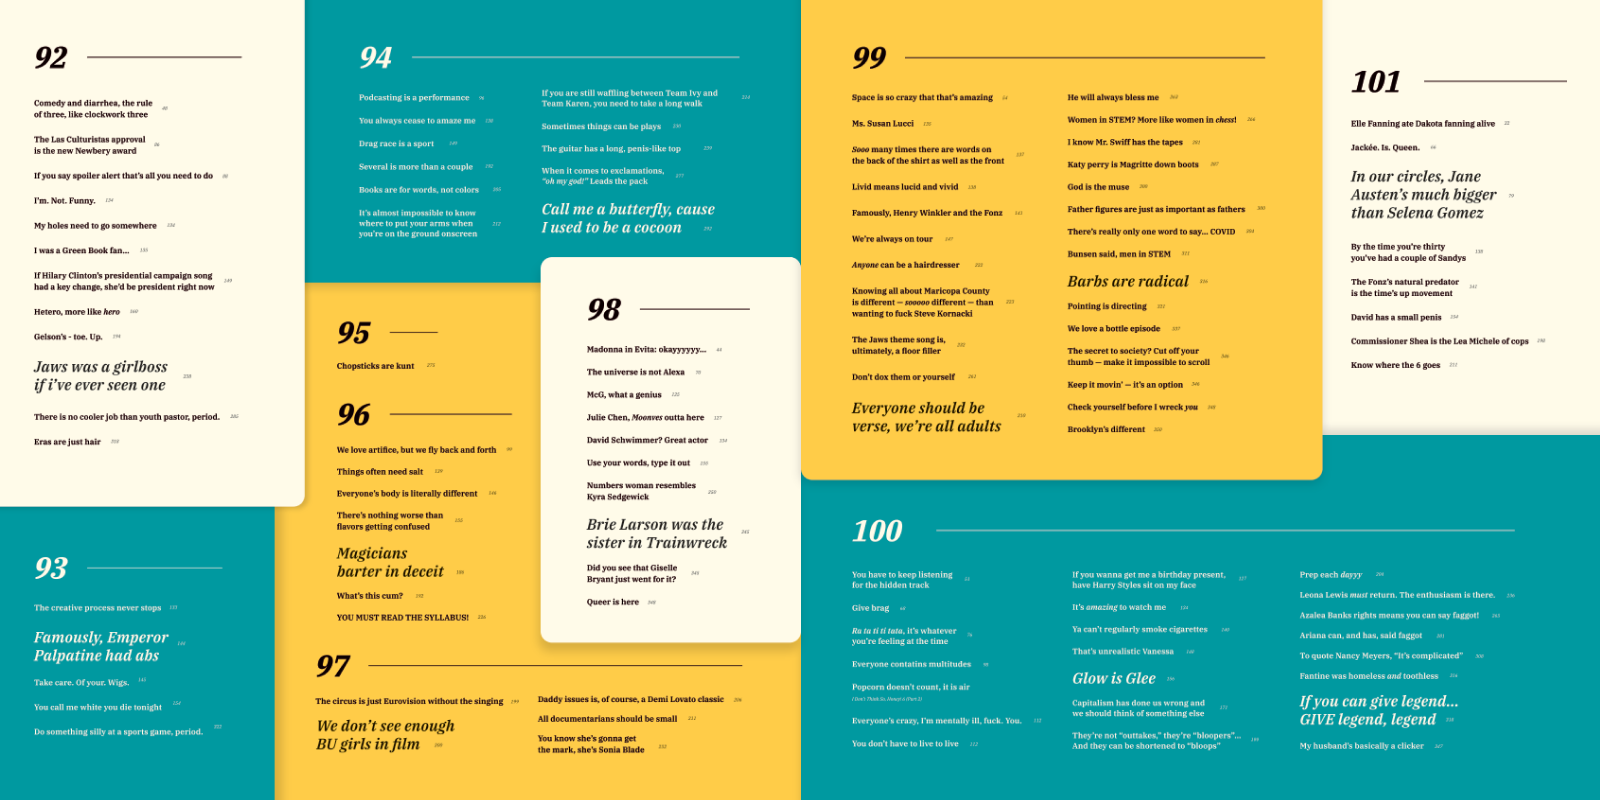 92
Comedy and diarrhea, the rule
of three, like clockwork three
The Las Culturistas approval
is the new Newbery award
If you say spoiler alert that's all you need to do
I'm. Not. Funny.
My holes need to go somewhere
I was a Green Book fan...
If Hilary Clinton's presidential campaign song
had a key change, she'd be president right now
Hetero, more like hero
Gelson's - toe. Up.
Jaws was a girlboss
if i've ever seen one
There is no cooler job than youth pastor, period.
Eras are just hair
93
The creative process never stops
Famously, Emperor
Palpatine had abs
Take care. Of your. Wigs.
You call me white you die tonight
Do something silly at a sports game, period.
94
Podcasting is a performance
You always cease to amaze me
Drag race is a sport
Several is more than a couple
Books are for words, not colors
It's almost impossible to know
where to put your arms when
you're on the ground onscreen
If you are still waffling between Team Ivy and
Team Karen, you need to take a long walk
Sometimes things can be plays
The guitar has a long, penis-like top
When it comes to exclamations,
"oh my god!" Leads the pack
Call me a butterfly, cause
I used to be a cocoon
95
Chopsticks are kunt
96
We love artifice, but we fly back and forth
Things often need salt
Everyone's body is literally different
There's nothing worse than
flavors getting confused
Magicians
barter in deceit
What's this cum?
YOU MUST READ THE SYLLABUS!
97
The circus is just Eurovision without the singing
We don't see enough
BU girls in film
Daddy issues is, of course, a Demi Lovato classic
All documentarians should be small
You know she's gonna get
the mark, she's Sonia Blade
98
Madonna in Evita: okayyyyyy...
The universe is not Alexa
McG, what a genius
Julie Chen, Moonves outta here
David Schwimmer? Great actor
Use your words, type it out
Numbers woman resembles
Kyra Sedgewick
Brie Larson was the
sister in Trainwreck
Did you see that Giselle
Bryant just went for it?
Queer is here
99
Space is so crazy that that's amazing
Ms. Susan Lucci
Sooo many times there are words on
the back of the shirt as well as the front
Livid means lucid and vivid
Famously, Henry Winkler and the Fonz
We're always on tour
Anyone can be a hairdresser
Knowing all about Maricopa County
is different — sooooo different — than
wanting to fuck Steve Kornacki
The Jaws theme song is,
ultimately, a floor filler
Don't dox them or yourself
Everyone should be
verse, we're all adults
He will always bless me
Women in STEM? More like women in chess!
I know Mr. Swiff has the tapes
Katy perry is Magritte down boots
God is the muse
Father figures are just as important as fathers
There's really only one word to say... COVID
Bunsen said, men in STEM
Barbs are radical
Pointing is directing
We love a bottle episode
The secret to society? Cut off your
thumb — make it impossible to scroll
Keep it movin' — it's an option
Check yourself before I wreck you
Brooklyn's different
100
You have to keep listening
for the hidden track
Give brag
Ra ta ti ti tata, it's whatever
you're feeling at the time
Everyone contatins multitudes
Popcorn doesn't count, it is air
Everyone's crazy, I'm mentally ill, fuck. You.
You don't have to live to live
If you wanna get me a birthday present,
have Harry Styles sit on my face
It's amazing to watch me
Ya can't regularly smoke cigarettes
That's unrealistic Vanessa
Glow is Glee
Capitalism has done us wrong and
we should think of something else
They're not "outtakes," they're "bloopers"...
And they can be shortened to "bloops"
Prep each dayyy
Leona Lewis must return. The enthusiasm is there.
Azalea Banks rights means you can say faggot!
Ariana can, and has, said faggot
To quote Nancy Meyers, "It's complicated"
Fantine was homeless and toothless
If you can give legend...
GIVE legend, legend
My husband's basically a clicker
101
Elle Fanning ate Dakota fanning alive
Jackée. Is. Queen.
In our circles, Jane
Austen's much bigger
than Selena Gomez
By the time you're thirty
you've had a couple of Sandys
The Fonz's natural predator
is the time's up movement
David has a small penis
Commissioner Shea is the Lea Michele of cops
Know where the 6 goes